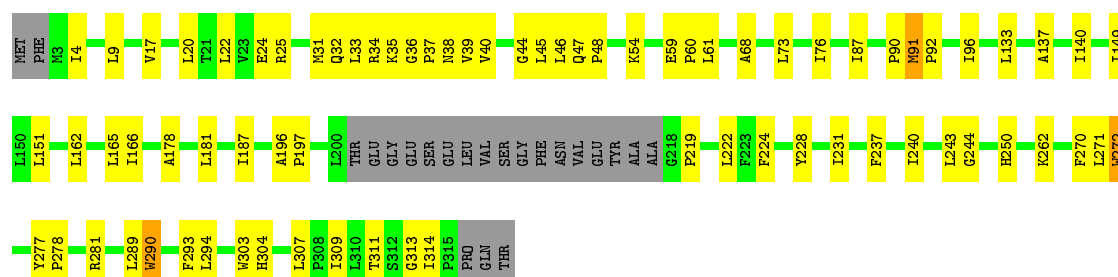 MET PHE M3 I4 L9 V17 L20 T21 L22 V23 E24 R25 M31 Q32 L33 R34 K35 G36 P37 N38 V39 V40 G44 L45 L46 Q47 P48 K54 E59 P60 L61 A68 L73 I76 I87 P90 M91 P92 I96 L133 A137 I140 I149
L150 L151 L162 L165 I166 A178 L181 I187 A196 P197 L200 THR GLU GLY GLU SER GLU LEU VAL SER GLY PHE ASN VAL GLU TYR ALA ALA G218 P219 L222 F223 F224 Y228 I231 F237 I240 L243 G244 H250 K262 F270 L271
Y277 P278 R281 L289 W290 F293 L294 W303 H304 L307 P308 I309 L310 T311 S312 G313 I314 P315 PRO GLN THR